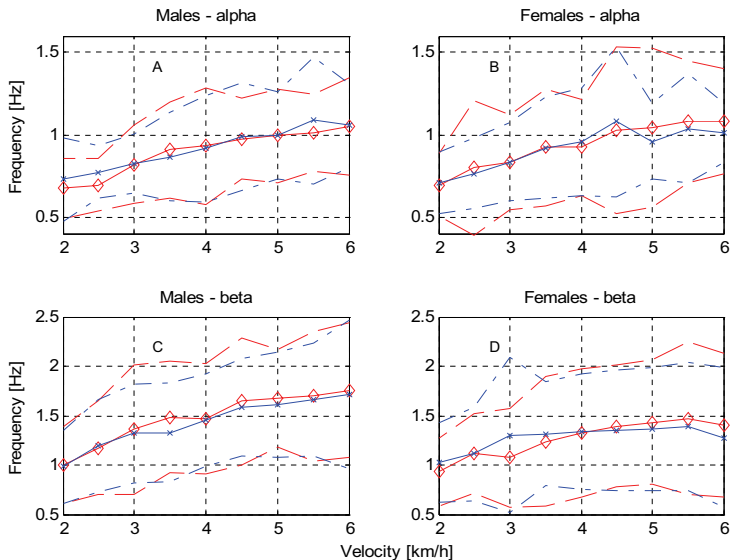 Males - alpha
Females - alpha
1.5
1
0.5
Frequency [Hz]
A
2 3 4 5 6
1.5
1
0.5
Frequency [Hz]
B
2 3 4 5 6
Males - beta
Females - beta
2.5
2
1.5
1
0.5
Frequency [Hz]
C
2 3 4 5 6
2.5
2
1.5
1
0.5
D
2 3 4 5 6
Velocity [km/h]